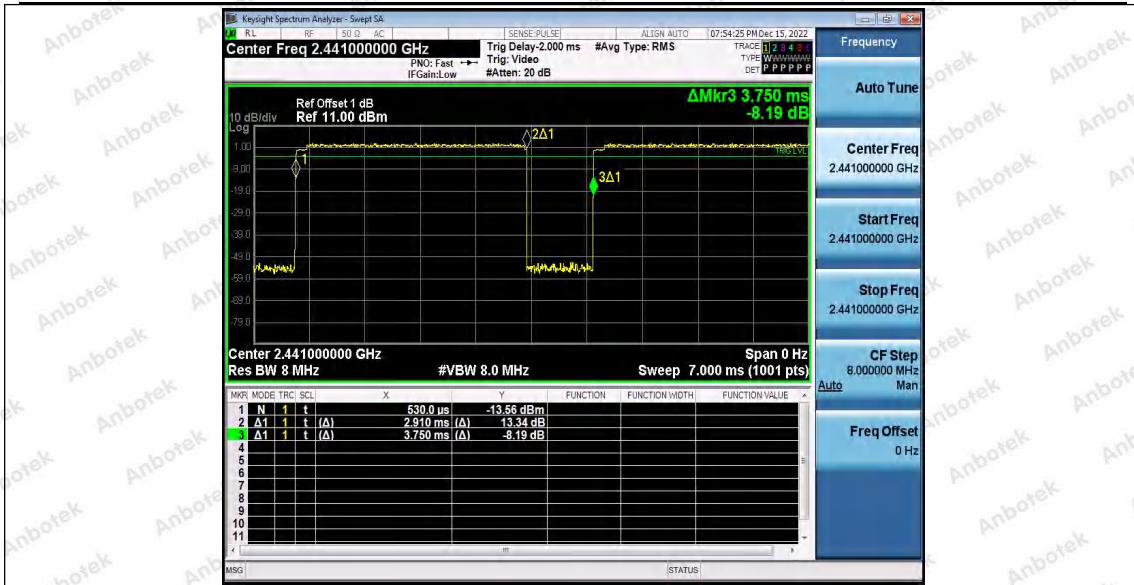 Keysight Spectrum Analyzer - Swept SA
RL RF 50 Ω AC SENSE:PULSE ALIGN AUTO 07:54:25 PM Dec 15, 2022
Center Freq 2.441000000 GHz
PNO: Fast
IFGain:Low
Trig Delay-2.000 ms
Trig: Video
#Atten: 20 dB
#Avg Type: RMS
TRACE 1 2 3 4 5 6
TYPE WWWWWW
DET P P P P P P
ΔMkr3 3.750 ms
-8.19 dB
Ref Offset 1 dB
10 dB/div Ref 11.00 dBm
Log
1.00
-9.00
-19.0
-29.0
-39.0
-49.0
-59.0
-69.0
-79.0
1
2Δ1
3Δ1
TRIG LVL
Center 2.441000000 GHz Span 0 Hz
Res BW 8 MHz #VBW 8.0 MHz Sweep 7.000 ms (1001 pts)
MKR MODE TRC SCL X Y FUNCTION FUNCTION WIDTH FUNCTION VALUE
1 N 1 t 530.0 µs -13.56 dBm
2 Δ1 1 t (Δ) 2.910 ms (Δ) 13.34 dB
3 Δ1 1 t (Δ) 3.750 ms (Δ) -8.19 dB
4
5
6
7
8
9
10
11
MSG STATUS
Frequency
Auto Tune
Center Freq
2.441000000 GHz
Start Freq
2.441000000 GHz
Stop Freq
2.441000000 GHz
CF Step
8.000000 MHz
Auto Man
Freq Offset
0 Hz
Anbotek